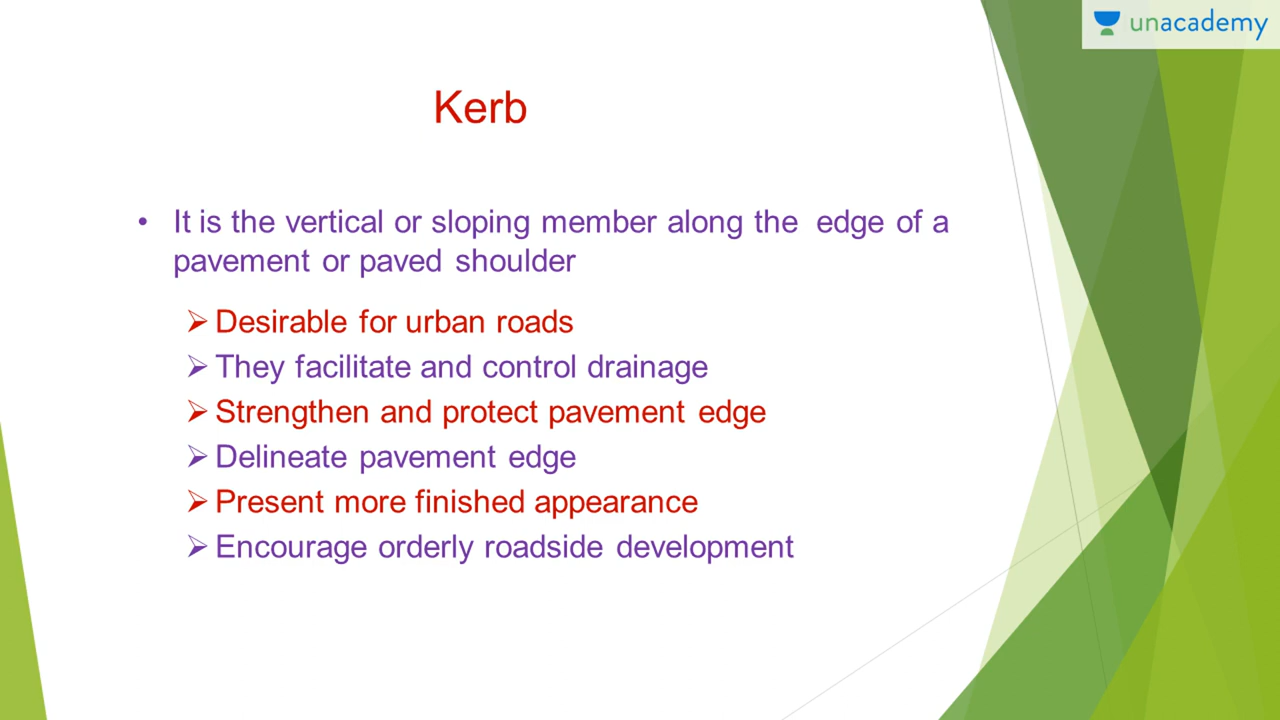 unacademy
Kerb
• It is the vertical or sloping member along the edge of a
pavement or paved shoulder
➢ Desirable for urban roads
➢ They facilitate and control drainage
➢ Strengthen and protect pavement edge
➢ Delineate pavement edge
➢ Present more finished appearance
➢ Encourage orderly roadside development